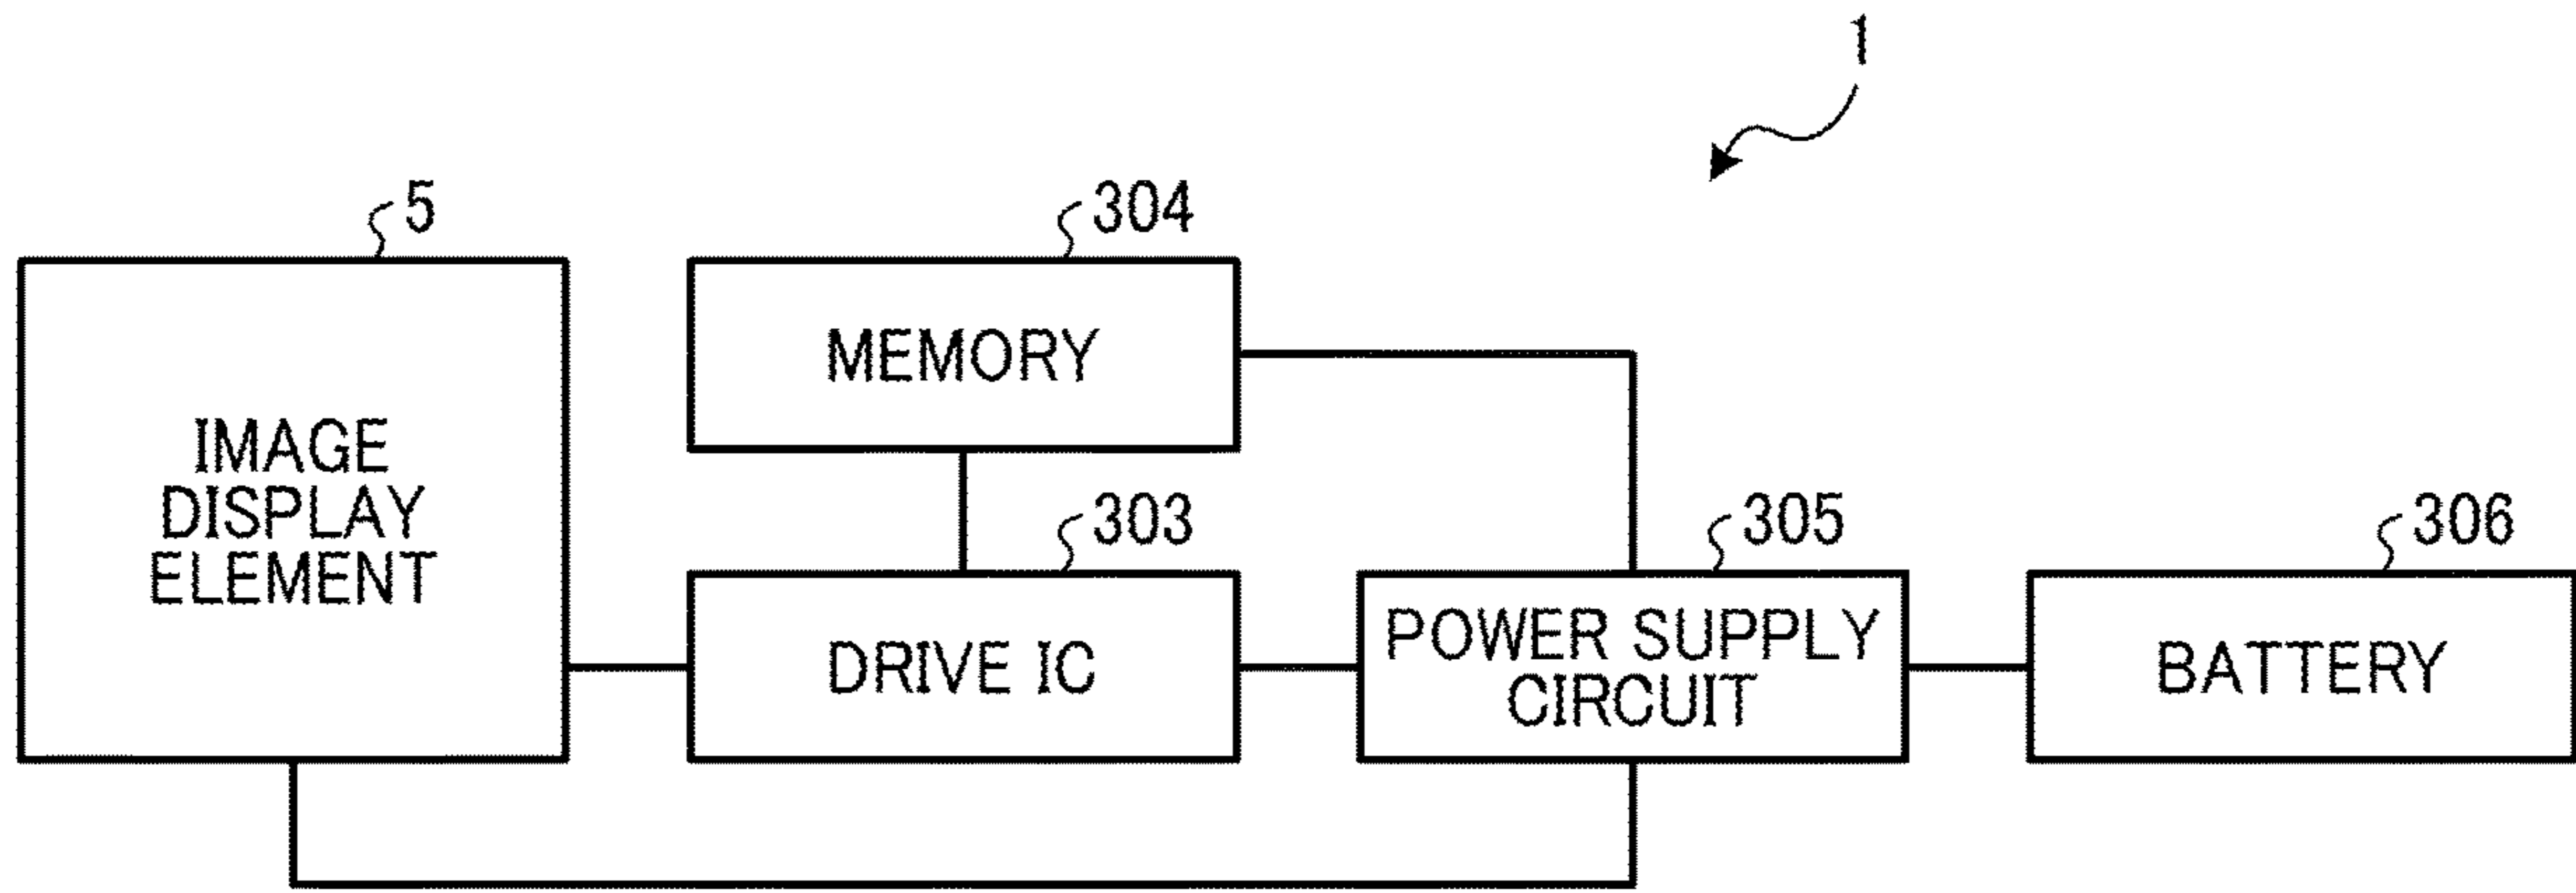 1
5
304
MEMORY
IMAGE
DISPLAY
ELEMENT
303
305
306
DRIVE IC
POWER SUPPLY
CIRCUIT
BATTERY